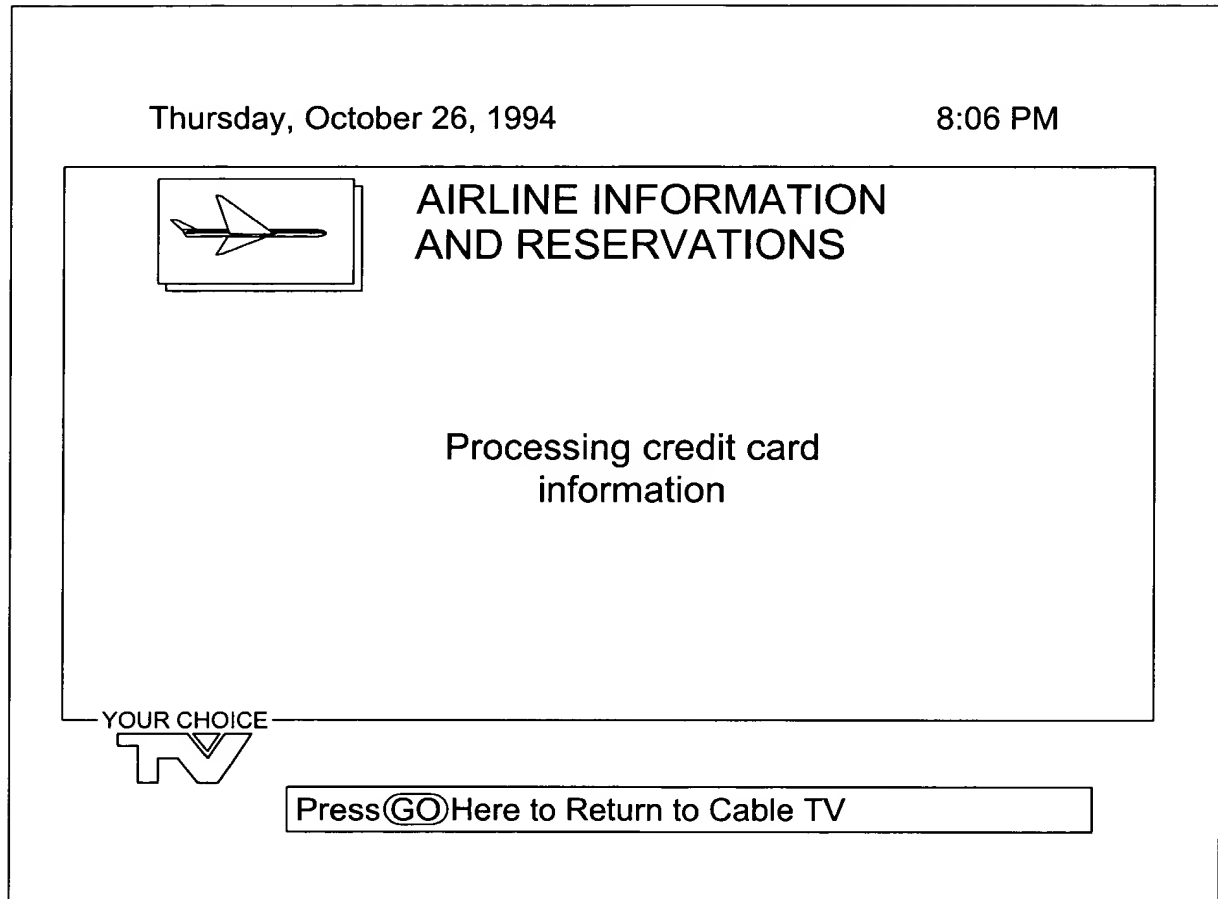 Thursday, October 26, 1994 8:06 PM
AIRLINE INFORMATION
AND RESERVATIONS
Processing credit card
information
YOUR CHOICE
TV
Press GO Here to Return to Cable TV